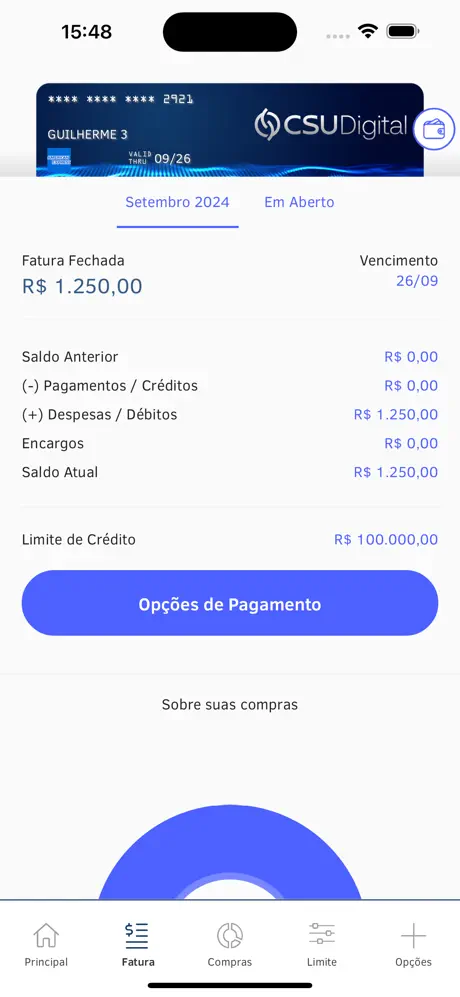 15:48
**** **** **** 2921
GUILHERME 3
CSUDigital
AMERICAN EXPRESS
VALID THRU 09/26
Setembro 2024 Em Aberto
Fatura Fechada Vencimento
R$ 1.250,00 26/09
Saldo Anterior R$ 0,00
(-) Pagamentos / Créditos R$ 0,00
(+) Despesas / Débitos R$ 1.250,00
Encargos R$ 0,00
Saldo Atual R$ 1.250,00
Limite de Crédito R$ 100.000,00
Opções de Pagamento
Sobre suas compras
Principal Fatura Compras Limite Opções